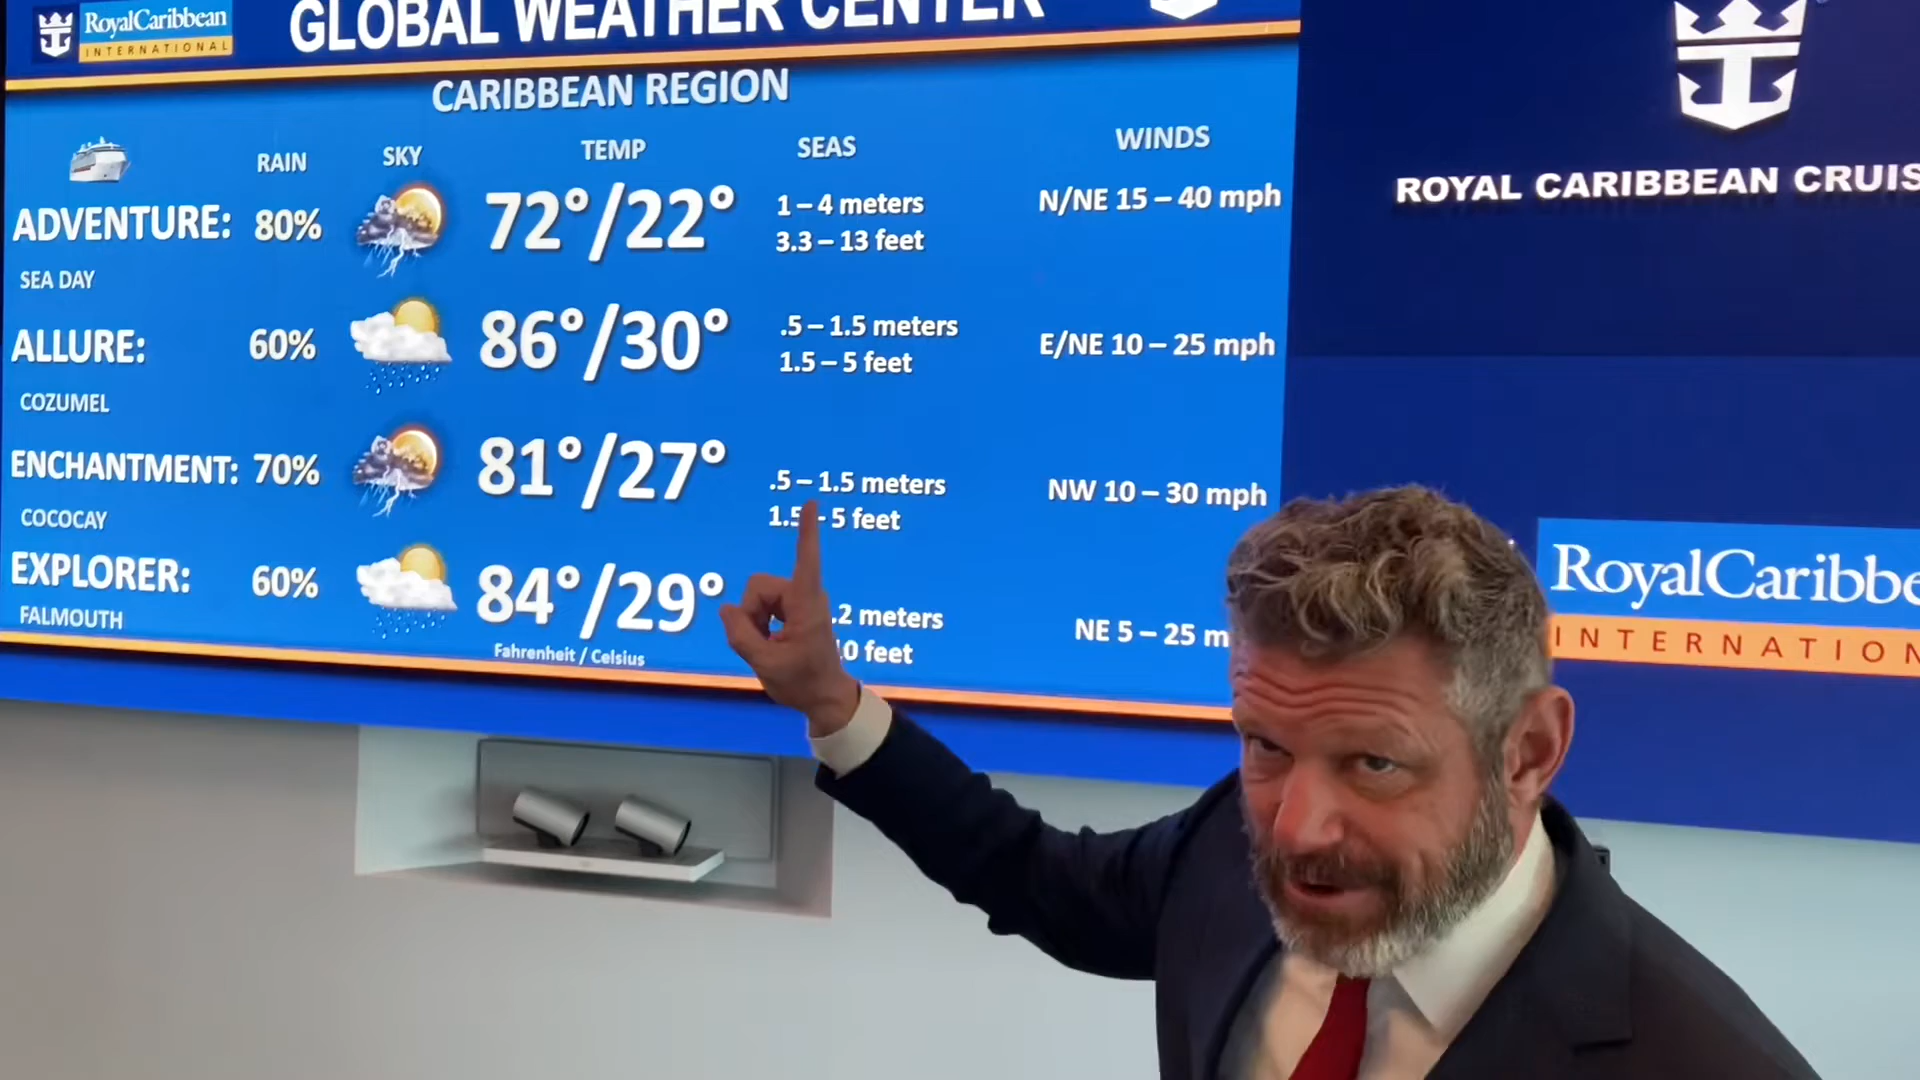 RoyalCaribbean
INTERNATIONAL
GLOBAL WEATHER CENTER
CARIBBEAN REGION
RAIN SKY TEMP SEAS WINDS
ADVENTURE: 80% 72°/22° 1 – 4 meters N/NE 15 – 40 mph
3.3 – 13 feet
SEA DAY
ALLURE: 60% 86°/30° .5 – 1.5 meters E/NE 10 – 25 mph
1.5 – 5 feet
COZUMEL
ENCHANTMENT: 70% 81°/27° .5 – 1.5 meters NW 10 – 30 mph
1.5 - 5 feet
COCOCAY
EXPLORER: 60% 84°/29° meters NE 5 – 25
feet
FALMOUTH
Fahrenheit / Celsius
ROYAL CARIBBEAN CRUIS
RoyalCaribbe
INTERNATION